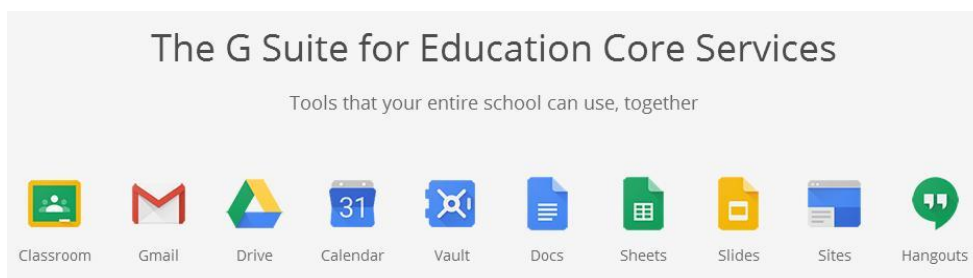 The G Suite for Education Core Services
Tools that your entire school can use, together
31
Classroom Gmail Drive Calendar Vault Docs Sheets Slides Sites Hangouts